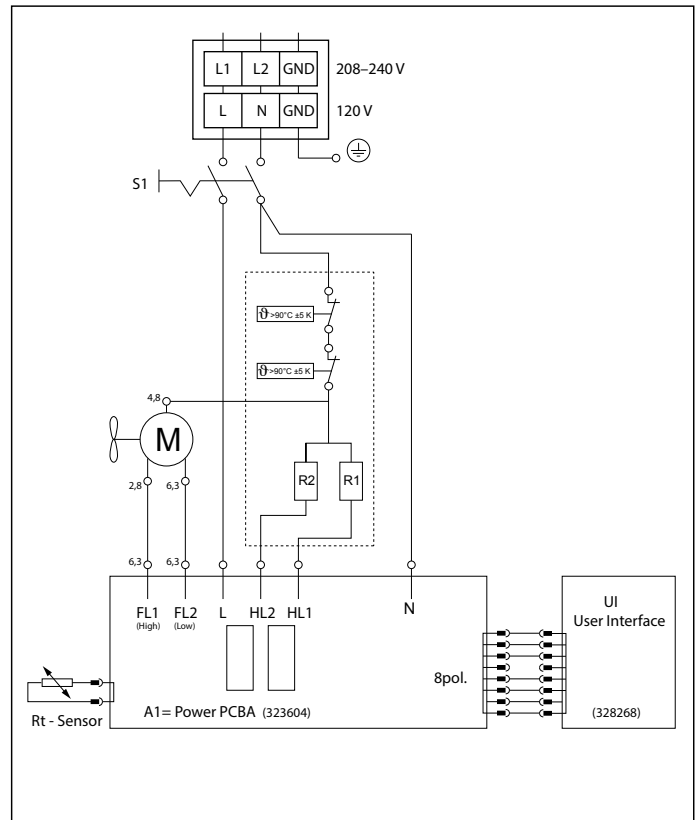 L1 L2 GND 208–240 V
L N GND 120 V
S1
ϑ >90°C ±5 K
ϑ >90°C ±5 K
4,8
M
R2 R1
2,8 6,3
6,3 6,3
FL1 FL2 L HL2 HL1 N
(High) (Low)
UI
User Interface
8pol.
A1= Power PCBA (323604)
(328268)
Rt - Sensor